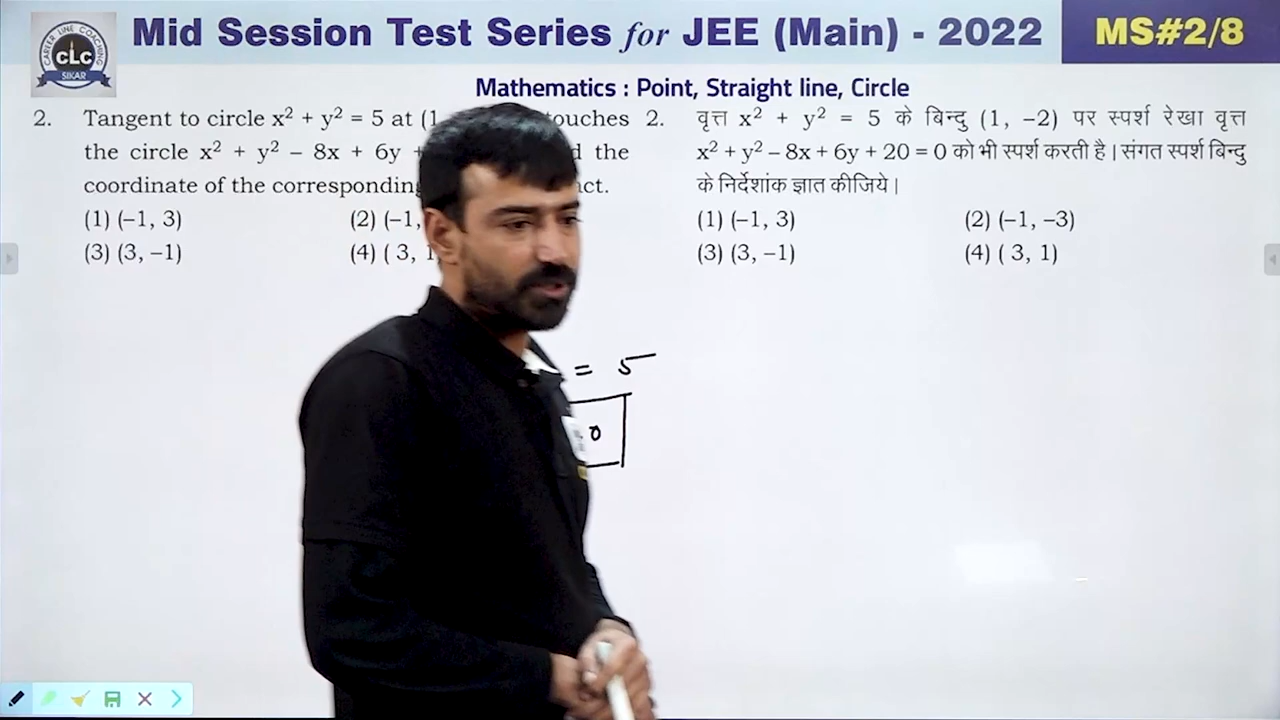 Mid Session Test Series for JEE (Main) - 2022
MS#2/8
CAREER LINE COACHING
CLC
SIKAR
Mathematics : Point, Straight line, Circle
2. Tangent to circle x² + y² = 5 at (1 touches
the circle x² + y² – 8x + 6y + the
coordinate of the corresponding
(1) (–1, 3) (2) (–1,
(3) (3, –1) (4) ( 3, 1
2. वृत्त x² + y² = 5 के बिन्दु (1, –2) पर स्पर्श रेखा वृत्त
x² + y² – 8x + 6y + 20 = 0 को भी स्पर्श करती है। संगत स्पर्श बिन्दु
के निर्देशांक ज्ञात कीजिये।
(1) (–1, 3) (2) (–1, –3)
(3) (3, –1) (4) ( 3, 1)
= 5
0